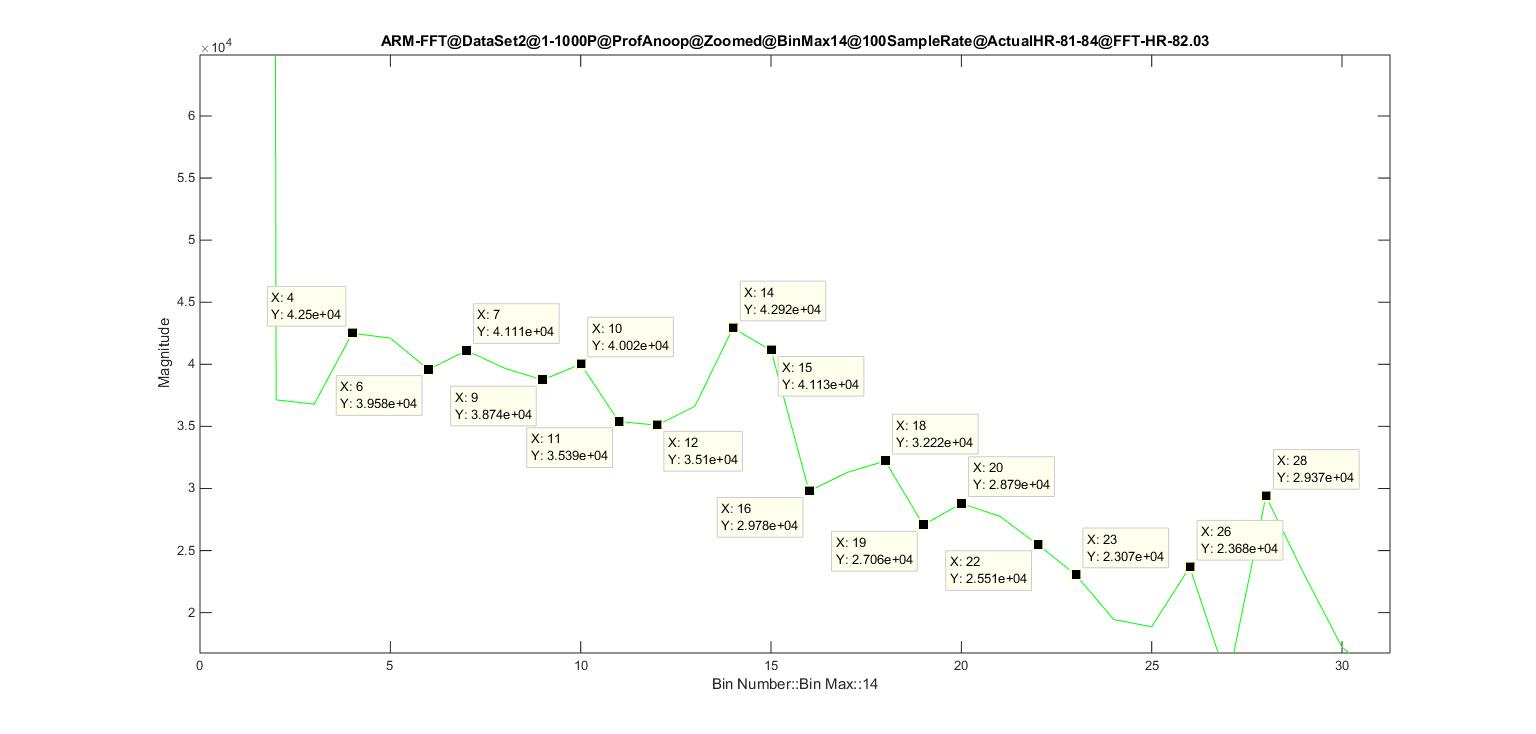 ARM-FFT@DataSet2@1-1000P@ProfAnoop@Zoomed@BinMax14@100SampleRate@ActualHR-81-84@FFT-HR-82.03
×10^4
6
5.5
5
4.5
4
3.5
3
2.5
2
Magnitude
X: 4
Y: 4.25e+04
X: 6
Y: 3.958e+04
X: 7
Y: 4.111e+04
X: 9
Y: 3.874e+04
X: 10
Y: 4.002e+04
X: 11
Y: 3.539e+04
X: 12
Y: 3.51e+04
X: 14
Y: 4.292e+04
X: 15
Y: 4.113e+04
X: 16
Y: 2.978e+04
X: 18
Y: 3.222e+04
X: 19
Y: 2.706e+04
X: 20
Y: 2.879e+04
X: 22
Y: 2.551e+04
X: 23
Y: 2.307e+04
X: 26
Y: 2.368e+04
X: 28
Y: 2.937e+04
0 5 10 15 20 25 30
Bin Number::Bin Max::14